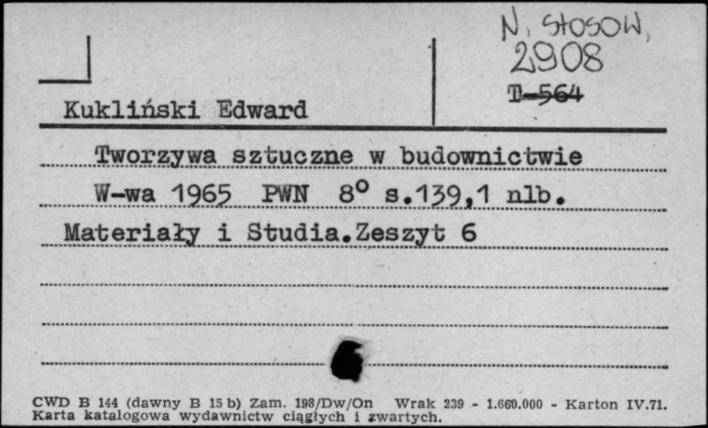 N. stosow.
2908
T-564
Kukliński Edward
Tworzywa sztuczne w budownictwie
W-wa 1965 PWN 8° s.139,1 nlb.
Materiały i Studia.Zeszyt 6
CWD B 144 (dawny B 15 b) Zam. 198/Dw/On Wrak 239 - 1.660.000 - Karton IV.71.
Karta katalogowa wydawnictw ciągłych i zwartych.